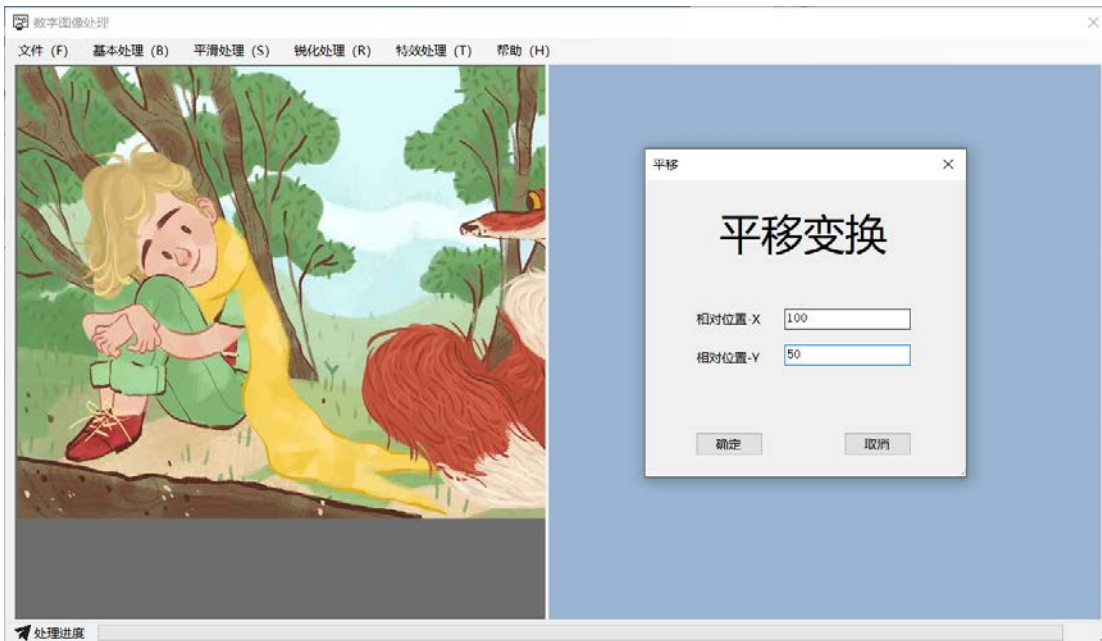 数字图像处理
文件 (F) 基本处理 (B) 平滑处理 (S) 锐化处理 (R) 特效处理 (T) 帮助 (H)
平移
平移变换
相对位置-X 100
相对位置-Y 50
确定 取消
处理进度